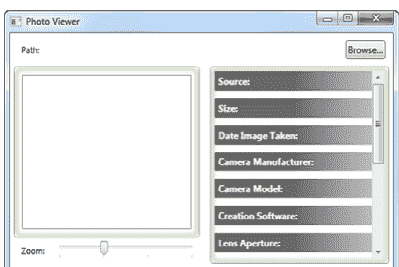 Photo Viewer
Path:
Browse...
Source:
Size:
Date Image Taken:
Camera Manufacturer:
Camera Model:
Creation Software:
Lens Aperture:
Zoom: